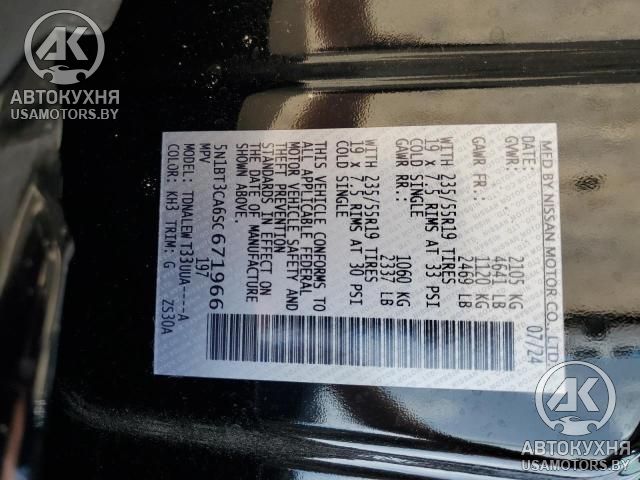 AK
АВТОКУХНЯ
USAMOTORS.BY
MFD BY NISSAN MOTOR CO., LTD.
07/24
GVWR: 2105 KG
4641 LB
GAWR FR.: 1120 KG
2469 LB
WITH 235/55R19 TIRES
19 X 7.5 RIMS AT 33 PSI
COLD SINGLE
GAWR RR.: 1060 KG
2337 LB
WITH 235/55R19 TIRES
19 X 7.5 RIMS AT 30 PSI
COLD SINGLE
THIS VEHICLE CONFORMS TO
ALL APPLICABLE FEDERAL
MOTOR VEHICLE SAFETY AND
THEFT PREVENTION
STANDARDS IN EFFECT ON
THE DATE OF MANUFACTURE
SHOWN ABOVE.
5N1BT3CA6SC671966
MPV 197
MODEL: TDNALEWT33UUA----A
COLOR: KH3 TRIM: G ZS30A
AK
АВТОКУХНЯ
USAMOTORS.BY